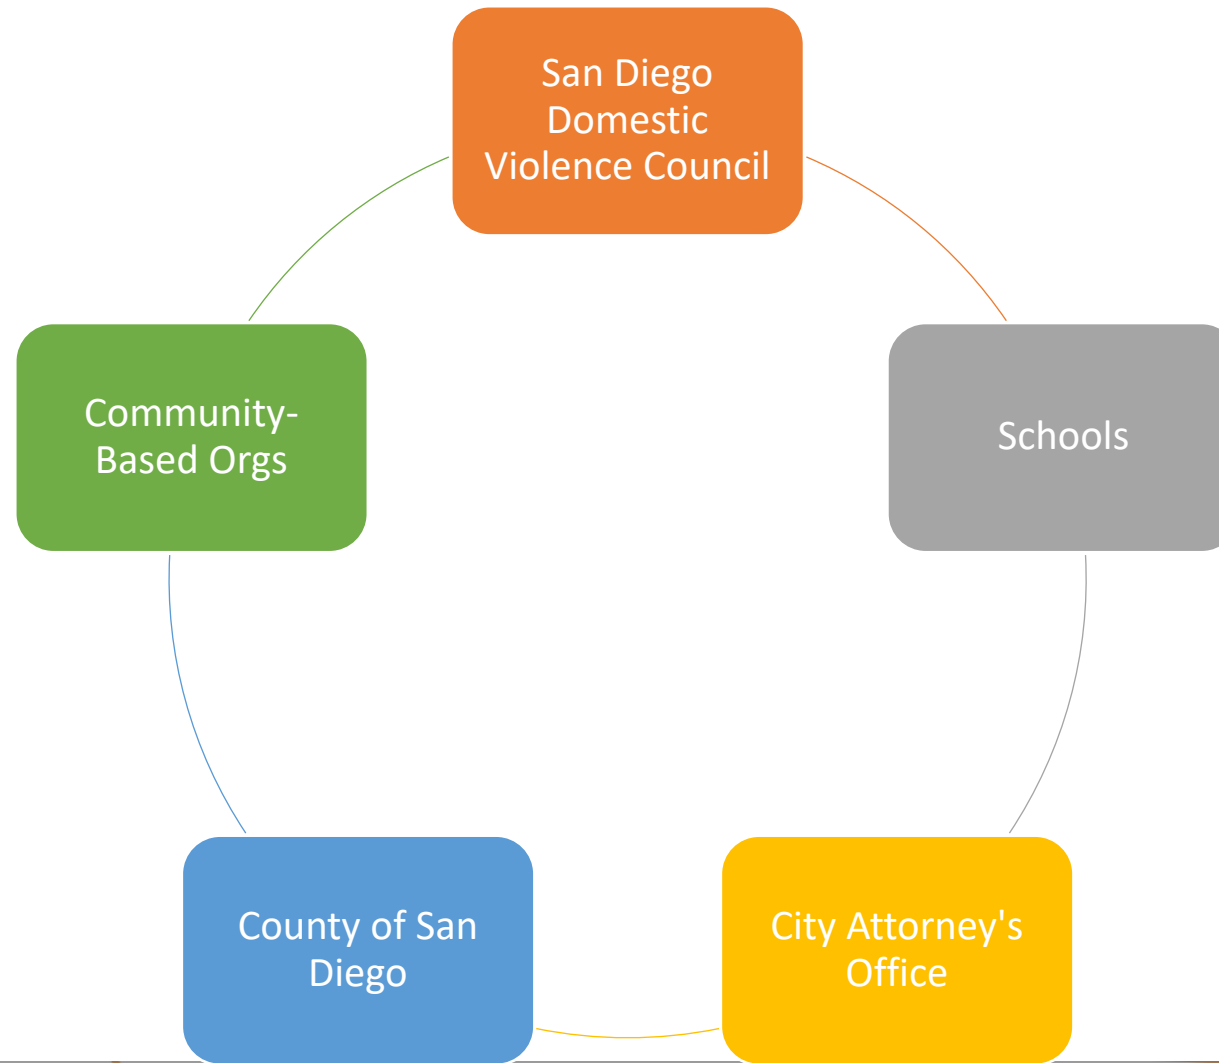 San Diego
Domestic
Violence Council
Community-
Based Orgs
Schools
County of San
Diego
City Attorney's
Office